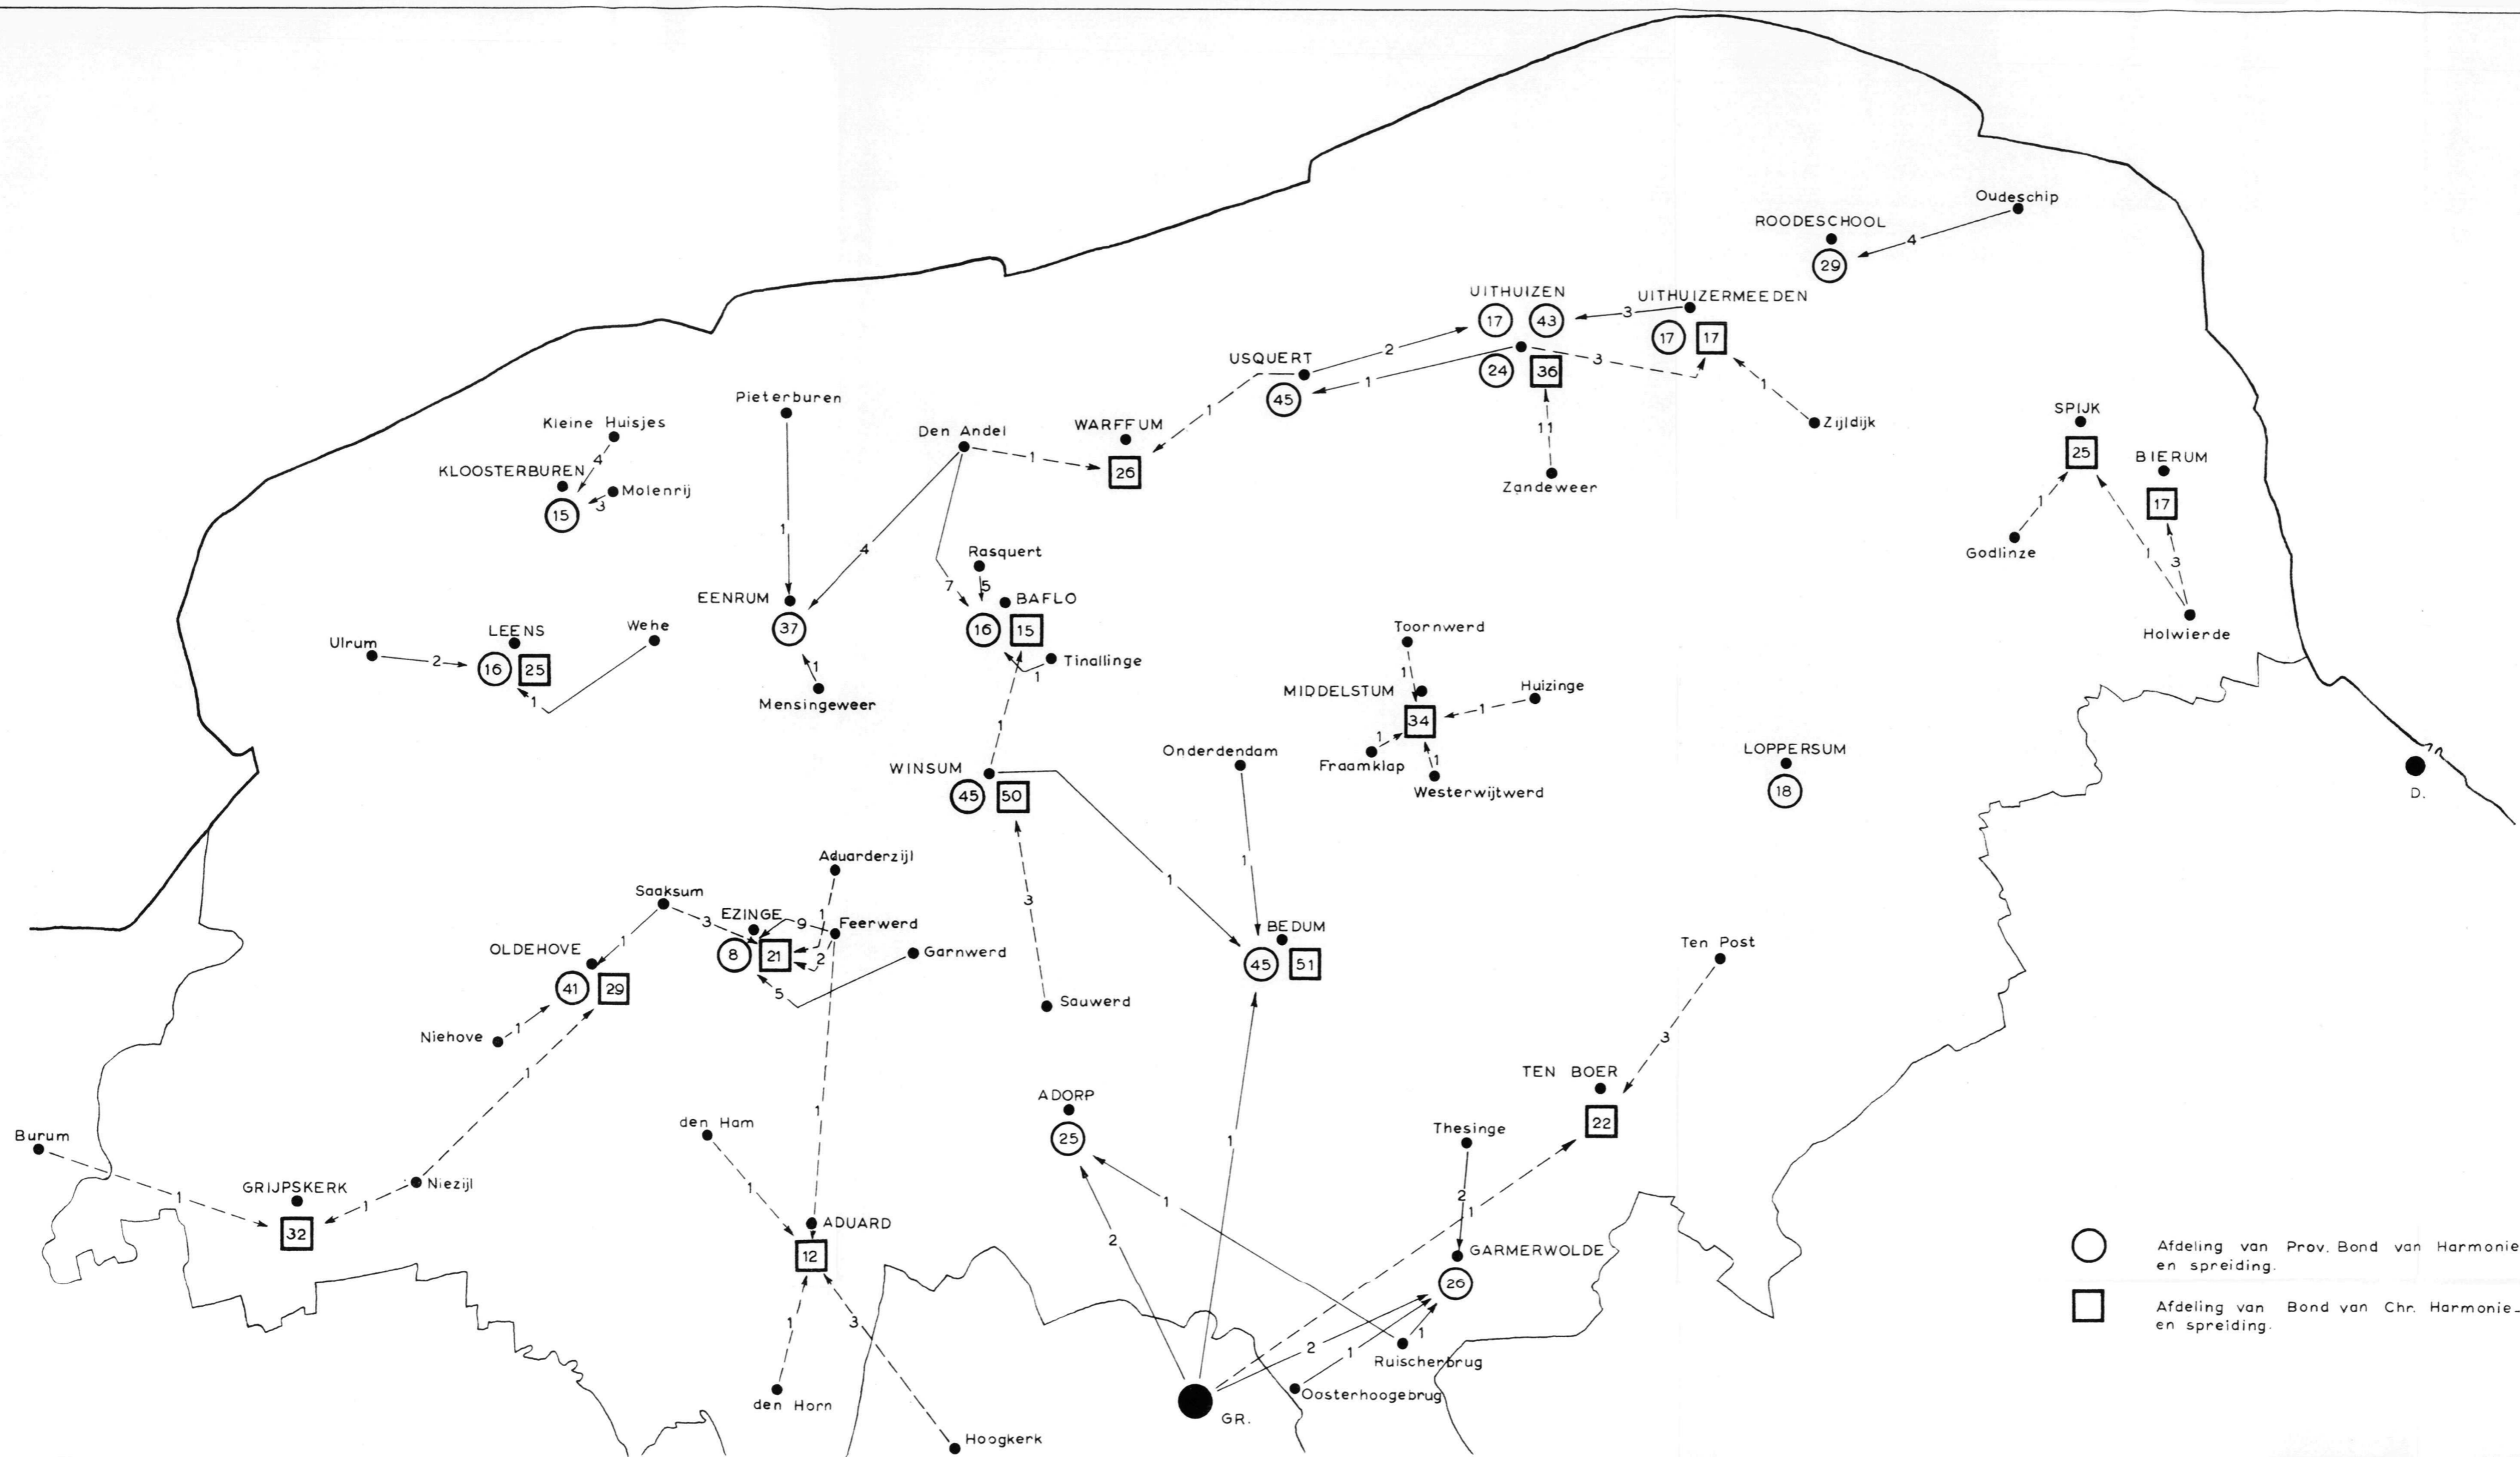 Oudeschip
ROODESCHOOL
4
29
UITHUIZEN
UITHUIZERMEEDEN
17
43
3
17
17
2
USQUERT
24
36
3
1
45
1
1
Zijldijk
11
Zandeweer
Pieterburen
1
Kleine Huisjes
4
KLOOSTERBUREN
Molenrij
3
15
Den Andel
WARFFUM
1
26
4
7
SPIJK
25
BIERUM
17
1
Godlinze
1
3
Holwierde
Rasquert
5
EENRUM
37
BAFLO
16
15
Ulrum
2
LEENS
16
25
Wehe
1
1
Mensingeweer
Tinallinge
1
1
Toornwerd
1
MIDDELSTUM
Huizinge
1
34
1
Fraamklap
1
Westerwijtwerd
Onderdendam
LOPPERSUM
18
D.
WINSUM
45
50
1
1
3
Aduarderzijl
Saaksum
3
EZINGE
9
1
Feerwerd
8
21
2
Garnwerd
5
1
OLDEHOVE
41
29
BEDUM
45
51
Ten Post
Niehove
1
Sauwerd
3
1
TEN BOER
22
ADORP
25
den Ham
1
1
Burum
1
GRIJPSKERK
32
Niezijl
1
Thesinge
2
1
1
1
2
ADUARD
12
GARMERWOLDE
26
1
3
2
1
1
Ruischerbrug
den Horn
Oosterhoogebrug
GR.
Hoogkerk
Afdeling van Prov. Bond van Harmonie
en spreiding.
Afdeling van Bond van Chr. Harmonie-
en spreiding.